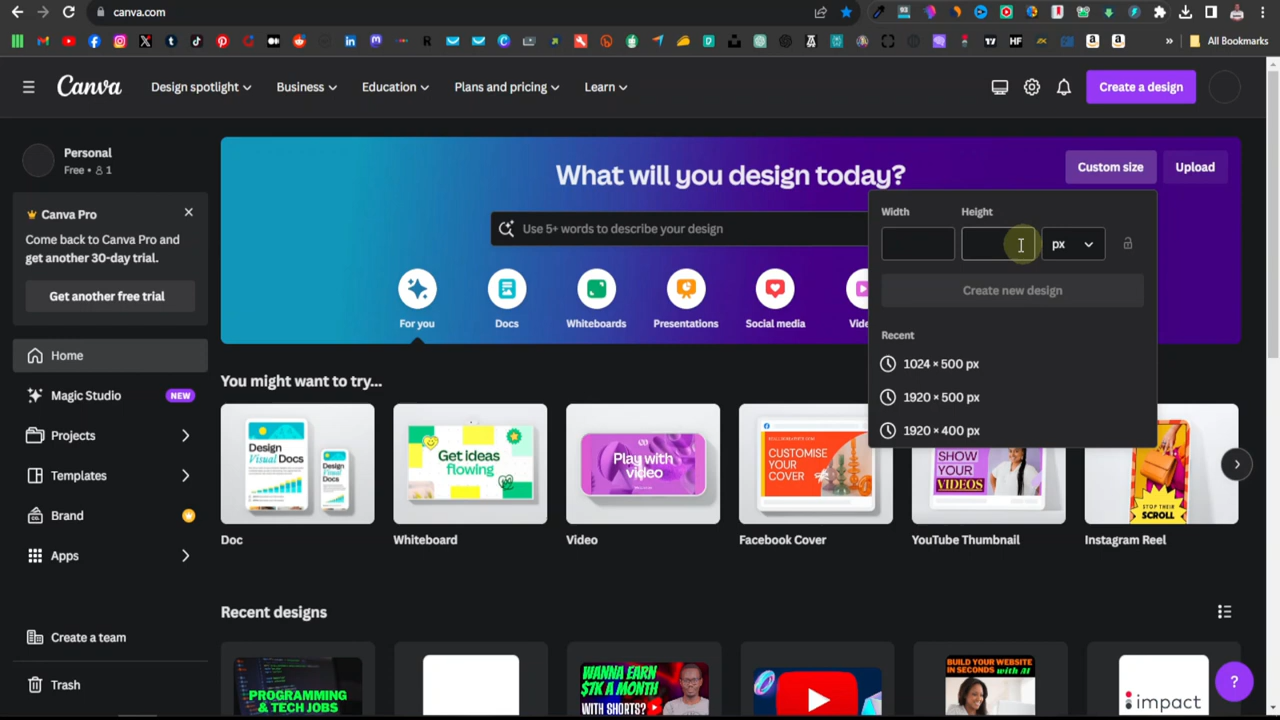 canva.com
All Bookmarks
Canva
Design spotlight
Business
Education
Plans and pricing
Learn
Create a design
Personal
Free • 1
Canva Pro
Come back to Canva Pro and
get another 30-day trial.
Get another free trial
Home
Magic Studio
NEW
Projects
Templates
Brand
Apps
Create a team
Trash
What will you design today?
Custom size
Upload
Use 5+ words to describe your design
For you
Docs
Whiteboards
Presentations
Social media
Vide
Width
Height
px
Create new design
Recent
1024 × 500 px
1920 × 500 px
1920 × 400 px
You might want to try...
Design
Visual Docs
Design
Visual
Docs
Get ideas
flowing
Play with
video
CUSTOMISE
YOUR
COVER
SHOW
YOUR
VIDEOS
STOP THEIR
SCROLL
Doc
Whiteboard
Video
Facebook Cover
YouTube Thumbnail
Instagram Reel
Recent designs
PROGRAMMING
& TECH JOBS
WANNA EARN
$7K A MONTH
WITH SHORTS?
BUILD YOUR WEBSITE
IN SECONDS with AI
impact
?